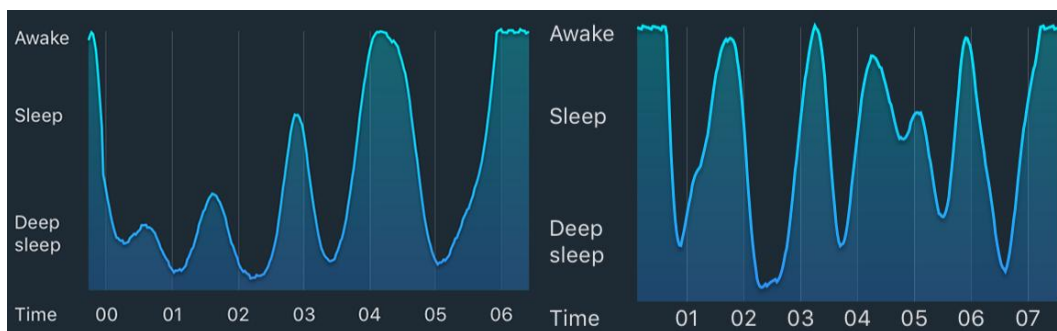 Awake
Sleep
Deep
sleep
Time 00 01 02 03 04 05 06
Awake
Sleep
Deep
sleep
Time 01 02 03 04 05 06 07